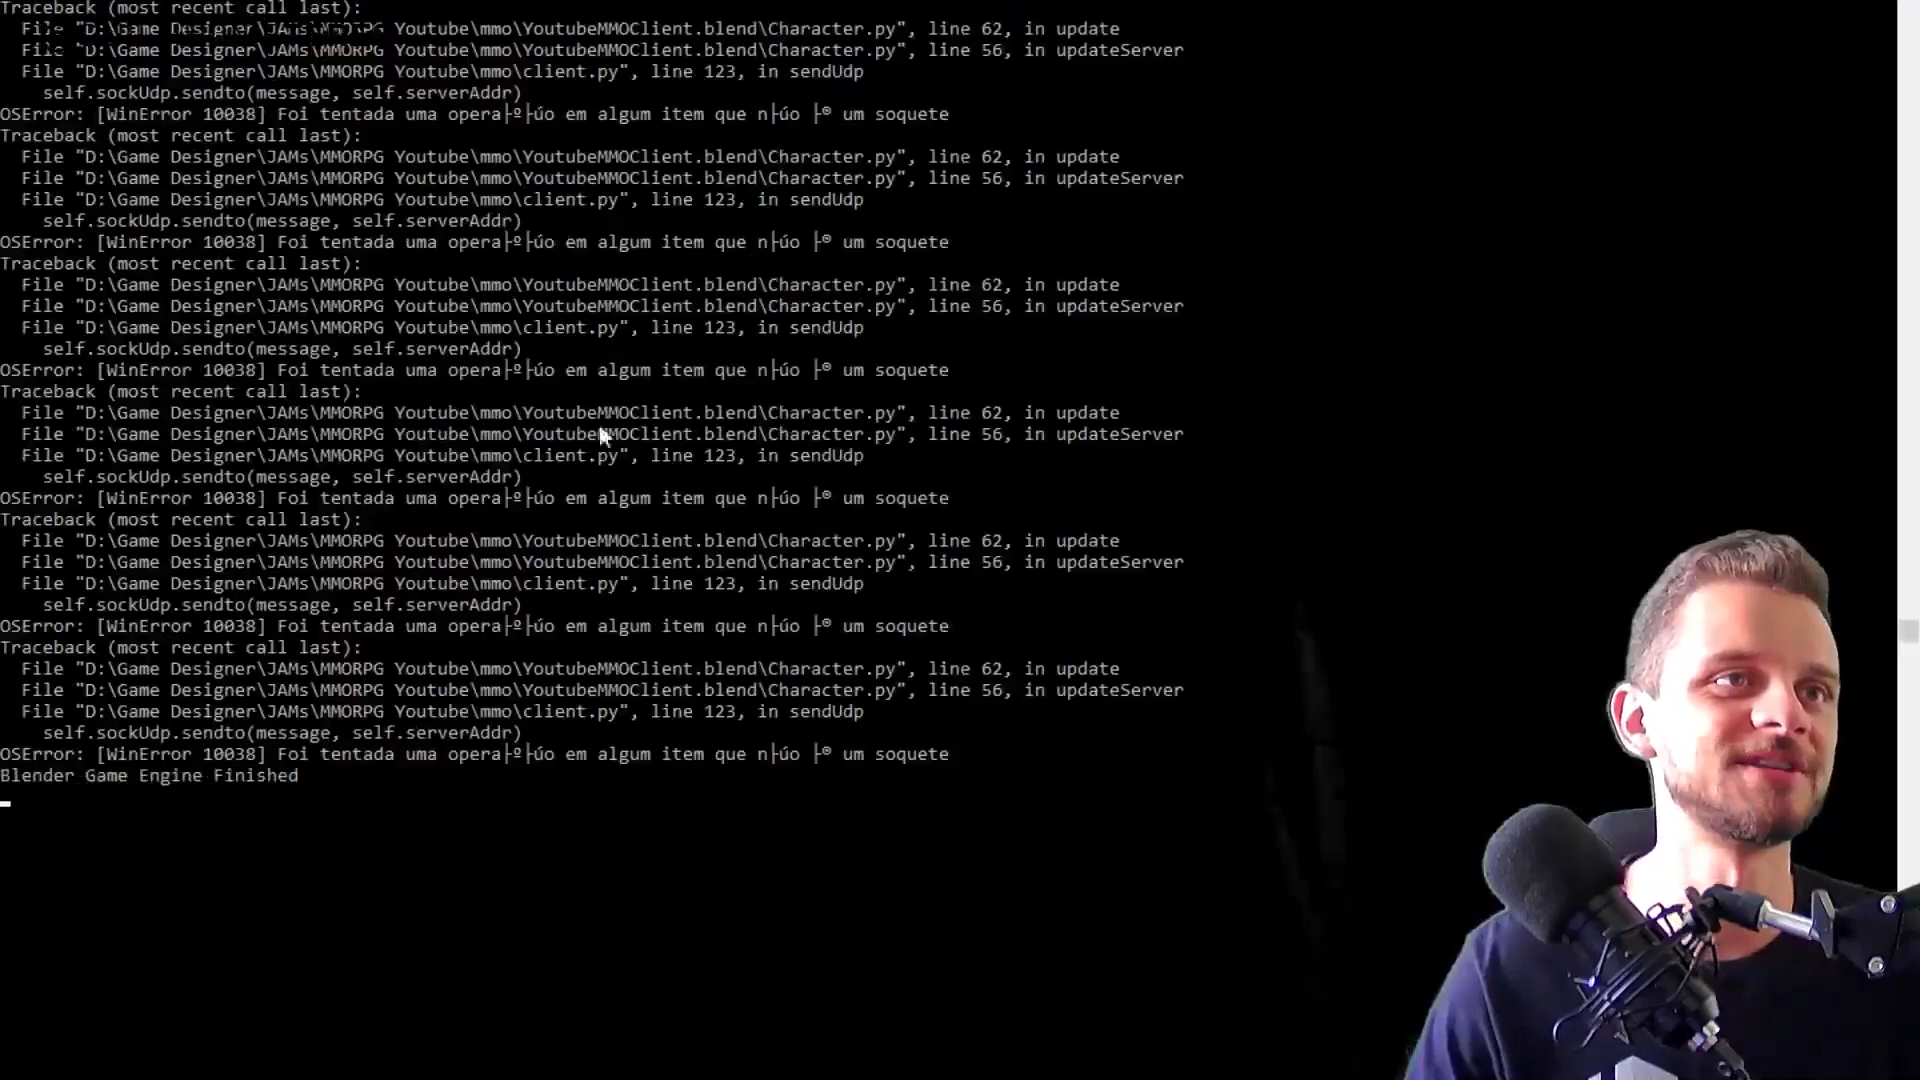 Traceback (most recent call last):
  File "D:\Game Designer\JAMs\MMORPG Youtube\mmo\YoutubeMMOClient.blend\Character.py", line 62, in update
  File "D:\Game Designer\JAMs\MMORPG Youtube\mmo\YoutubeMMOClient.blend\Character.py", line 56, in updateServer
  File "D:\Game Designer\JAMs\MMORPG Youtube\mmo\client.py", line 123, in sendUdp
    self.sockUdp.sendto(message, self.serverAddr)
OSError: [WinError 10038] Foi tentada uma opera├º├úo em algum item que n├úo ├® um soquete
Traceback (most recent call last):
  File "D:\Game Designer\JAMs\MMORPG Youtube\mmo\YoutubeMMOClient.blend\Character.py", line 62, in update
  File "D:\Game Designer\JAMs\MMORPG Youtube\mmo\YoutubeMMOClient.blend\Character.py", line 56, in updateServer
  File "D:\Game Designer\JAMs\MMORPG Youtube\mmo\client.py", line 123, in sendUdp
    self.sockUdp.sendto(message, self.serverAddr)
OSError: [WinError 10038] Foi tentada uma opera├º├úo em algum item que n├úo ├® um soquete
Traceback (most recent call last):
  File "D:\Game Designer\JAMs\MMORPG Youtube\mmo\YoutubeMMOClient.blend\Character.py", line 62, in update
  File "D:\Game Designer\JAMs\MMORPG Youtube\mmo\YoutubeMMOClient.blend\Character.py", line 56, in updateServer
  File "D:\Game Designer\JAMs\MMORPG Youtube\mmo\client.py", line 123, in sendUdp
    self.sockUdp.sendto(message, self.serverAddr)
OSError: [WinError 10038] Foi tentada uma opera├º├úo em algum item que n├úo ├® um soquete
Traceback (most recent call last):
  File "D:\Game Designer\JAMs\MMORPG Youtube\mmo\YoutubeMMOClient.blend\Character.py", line 62, in update
  File "D:\Game Designer\JAMs\MMORPG Youtube\mmo\YoutubeMMOClient.blend\Character.py", line 56, in updateServer
  File "D:\Game Designer\JAMs\MMORPG Youtube\mmo\client.py", line 123, in sendUdp
    self.sockUdp.sendto(message, self.serverAddr)
OSError: [WinError 10038] Foi tentada uma opera├º├úo em algum item que n├úo ├® um soquete
Traceback (most recent call last):
  File "D:\Game Designer\JAMs\MMORPG Youtube\mmo\YoutubeMMOClient.blend\Character.py", line 62, in update
  File "D:\Game Designer\JAMs\MMORPG Youtube\mmo\YoutubeMMOClient.blend\Character.py", line 56, in updateServer
  File "D:\Game Designer\JAMs\MMORPG Youtube\mmo\client.py", line 123, in sendUdp
    self.sockUdp.sendto(message, self.serverAddr)
OSError: [WinError 10038] Foi tentada uma opera├º├úo em algum item que n├úo ├® um soquete
Traceback (most recent call last):
  File "D:\Game Designer\JAMs\MMORPG Youtube\mmo\YoutubeMMOClient.blend\Character.py", line 62, in update
  File "D:\Game Designer\JAMs\MMORPG Youtube\mmo\YoutubeMMOClient.blend\Character.py", line 56, in updateServer
  File "D:\Game Designer\JAMs\MMORPG Youtube\mmo\client.py", line 123, in sendUdp
    self.sockUdp.sendto(message, self.serverAddr)
OSError: [WinError 10038] Foi tentada uma opera├º├úo em algum item que n├úo ├® um soquete
Blender Game Engine Finished